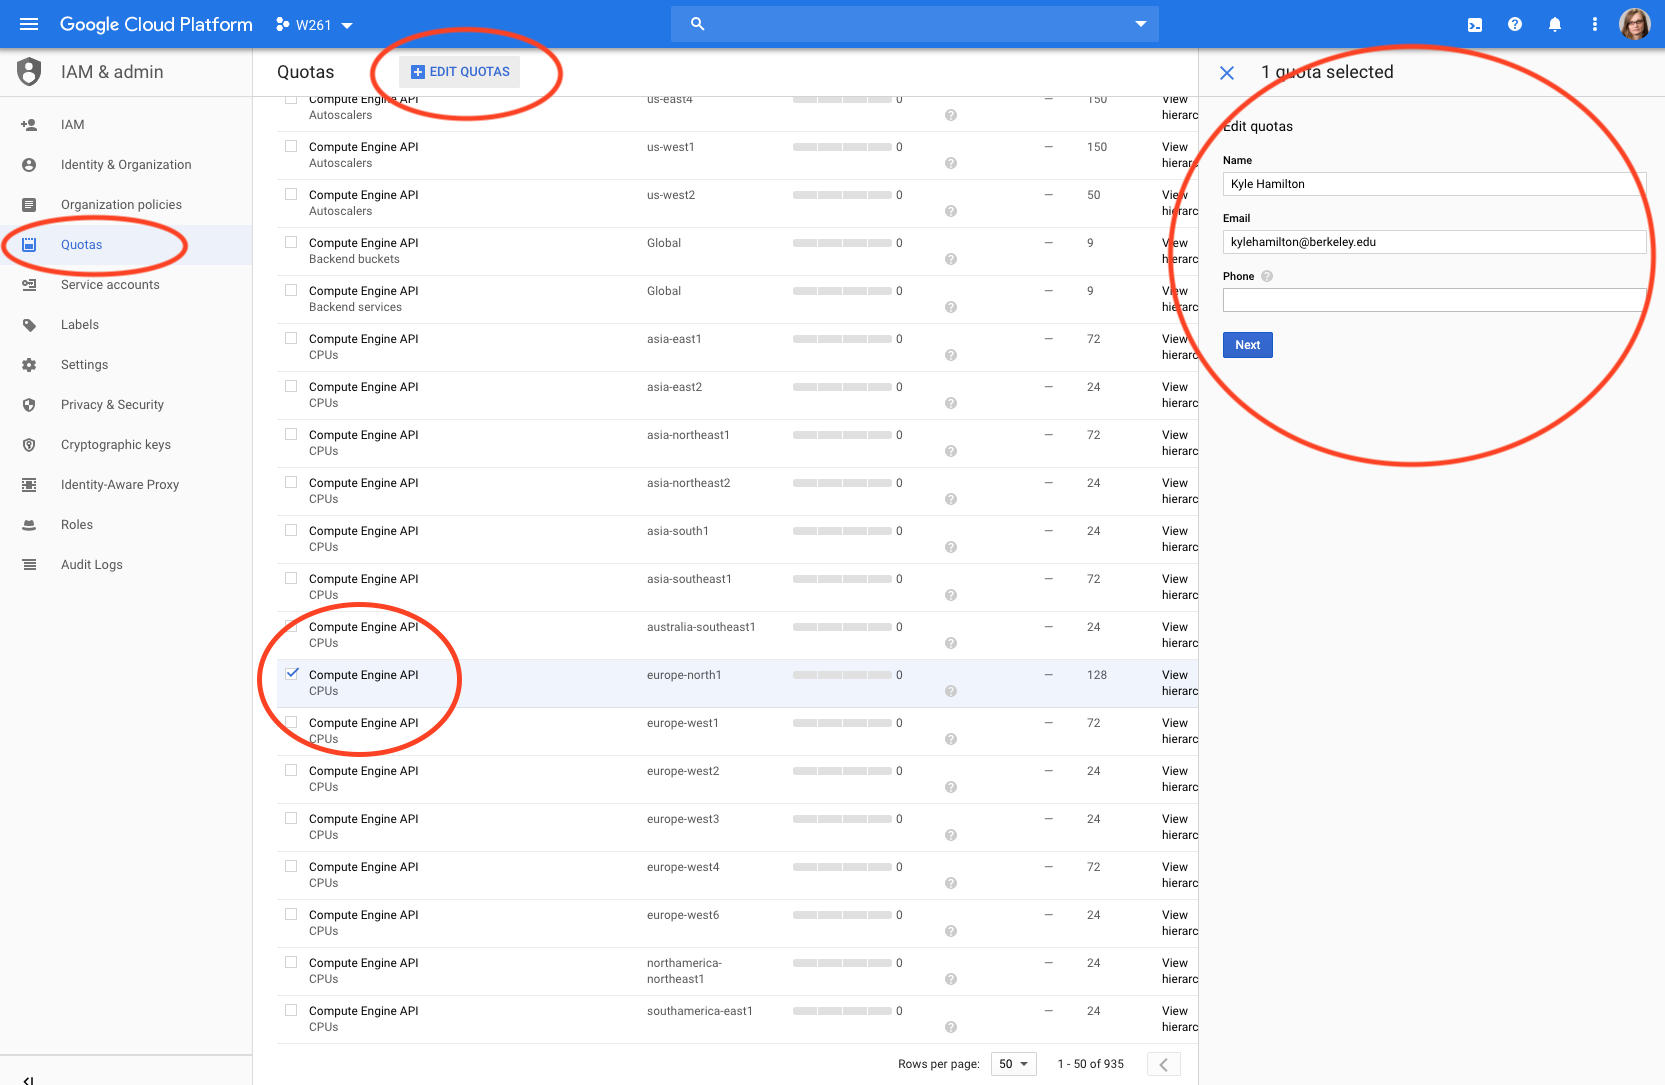 Google Cloud Platform W261
IAM & admin
Quotas
EDIT QUOTAS
1 quota selected
IAM
Identity & Organization
Organization policies
Quotas
Service accounts
Labels
Settings
Privacy & Security
Cryptographic keys
Identity-Aware Proxy
Roles
Audit Logs
Compute Engine API us-east4 0 — 150 View
Autoscalers hierarc
Compute Engine API us-west1 0 — 150 View
Autoscalers hierarc
Compute Engine API us-west2 0 — 50 View
Autoscalers hierarc
Compute Engine API Global 0 — 9 View
Backend buckets hierarc
Compute Engine API Global 0 — 9 View
Backend services hierarc
Compute Engine API asia-east1 0 — 72 View
CPUs hierarc
Compute Engine API asia-east2 0 — 24 View
CPUs hierarc
Compute Engine API asia-northeast1 0 — 72 View
CPUs hierarc
Compute Engine API asia-northeast2 0 — 24 View
CPUs hierarc
Compute Engine API asia-south1 0 — 24 View
CPUs hierarc
Compute Engine API asia-southeast1 0 — 72 View
CPUs hierarc
Compute Engine API australia-southeast1 0 — 24 View
CPUs hierarc
Compute Engine API europe-north1 0 — 128 View
CPUs hierarc
Compute Engine API europe-west1 0 — 72 View
CPUs hierarc
Compute Engine API europe-west2 0 — 24 View
CPUs hierarc
Compute Engine API europe-west3 0 — 24 View
CPUs hierarc
Compute Engine API europe-west4 0 — 72 View
CPUs hierarc
Compute Engine API europe-west6 0 — 24 View
CPUs hierarc
Compute Engine API northamerica- 0 — 24 View
CPUs northeast1 hierarc
Compute Engine API southamerica-east1 0 — 24 View
CPUs hierarc
Rows per page: 50 1 - 50 of 935
Edit quotas
Name
Kyle Hamilton
Email
kylehamilton@berkeley.edu
Phone
Next